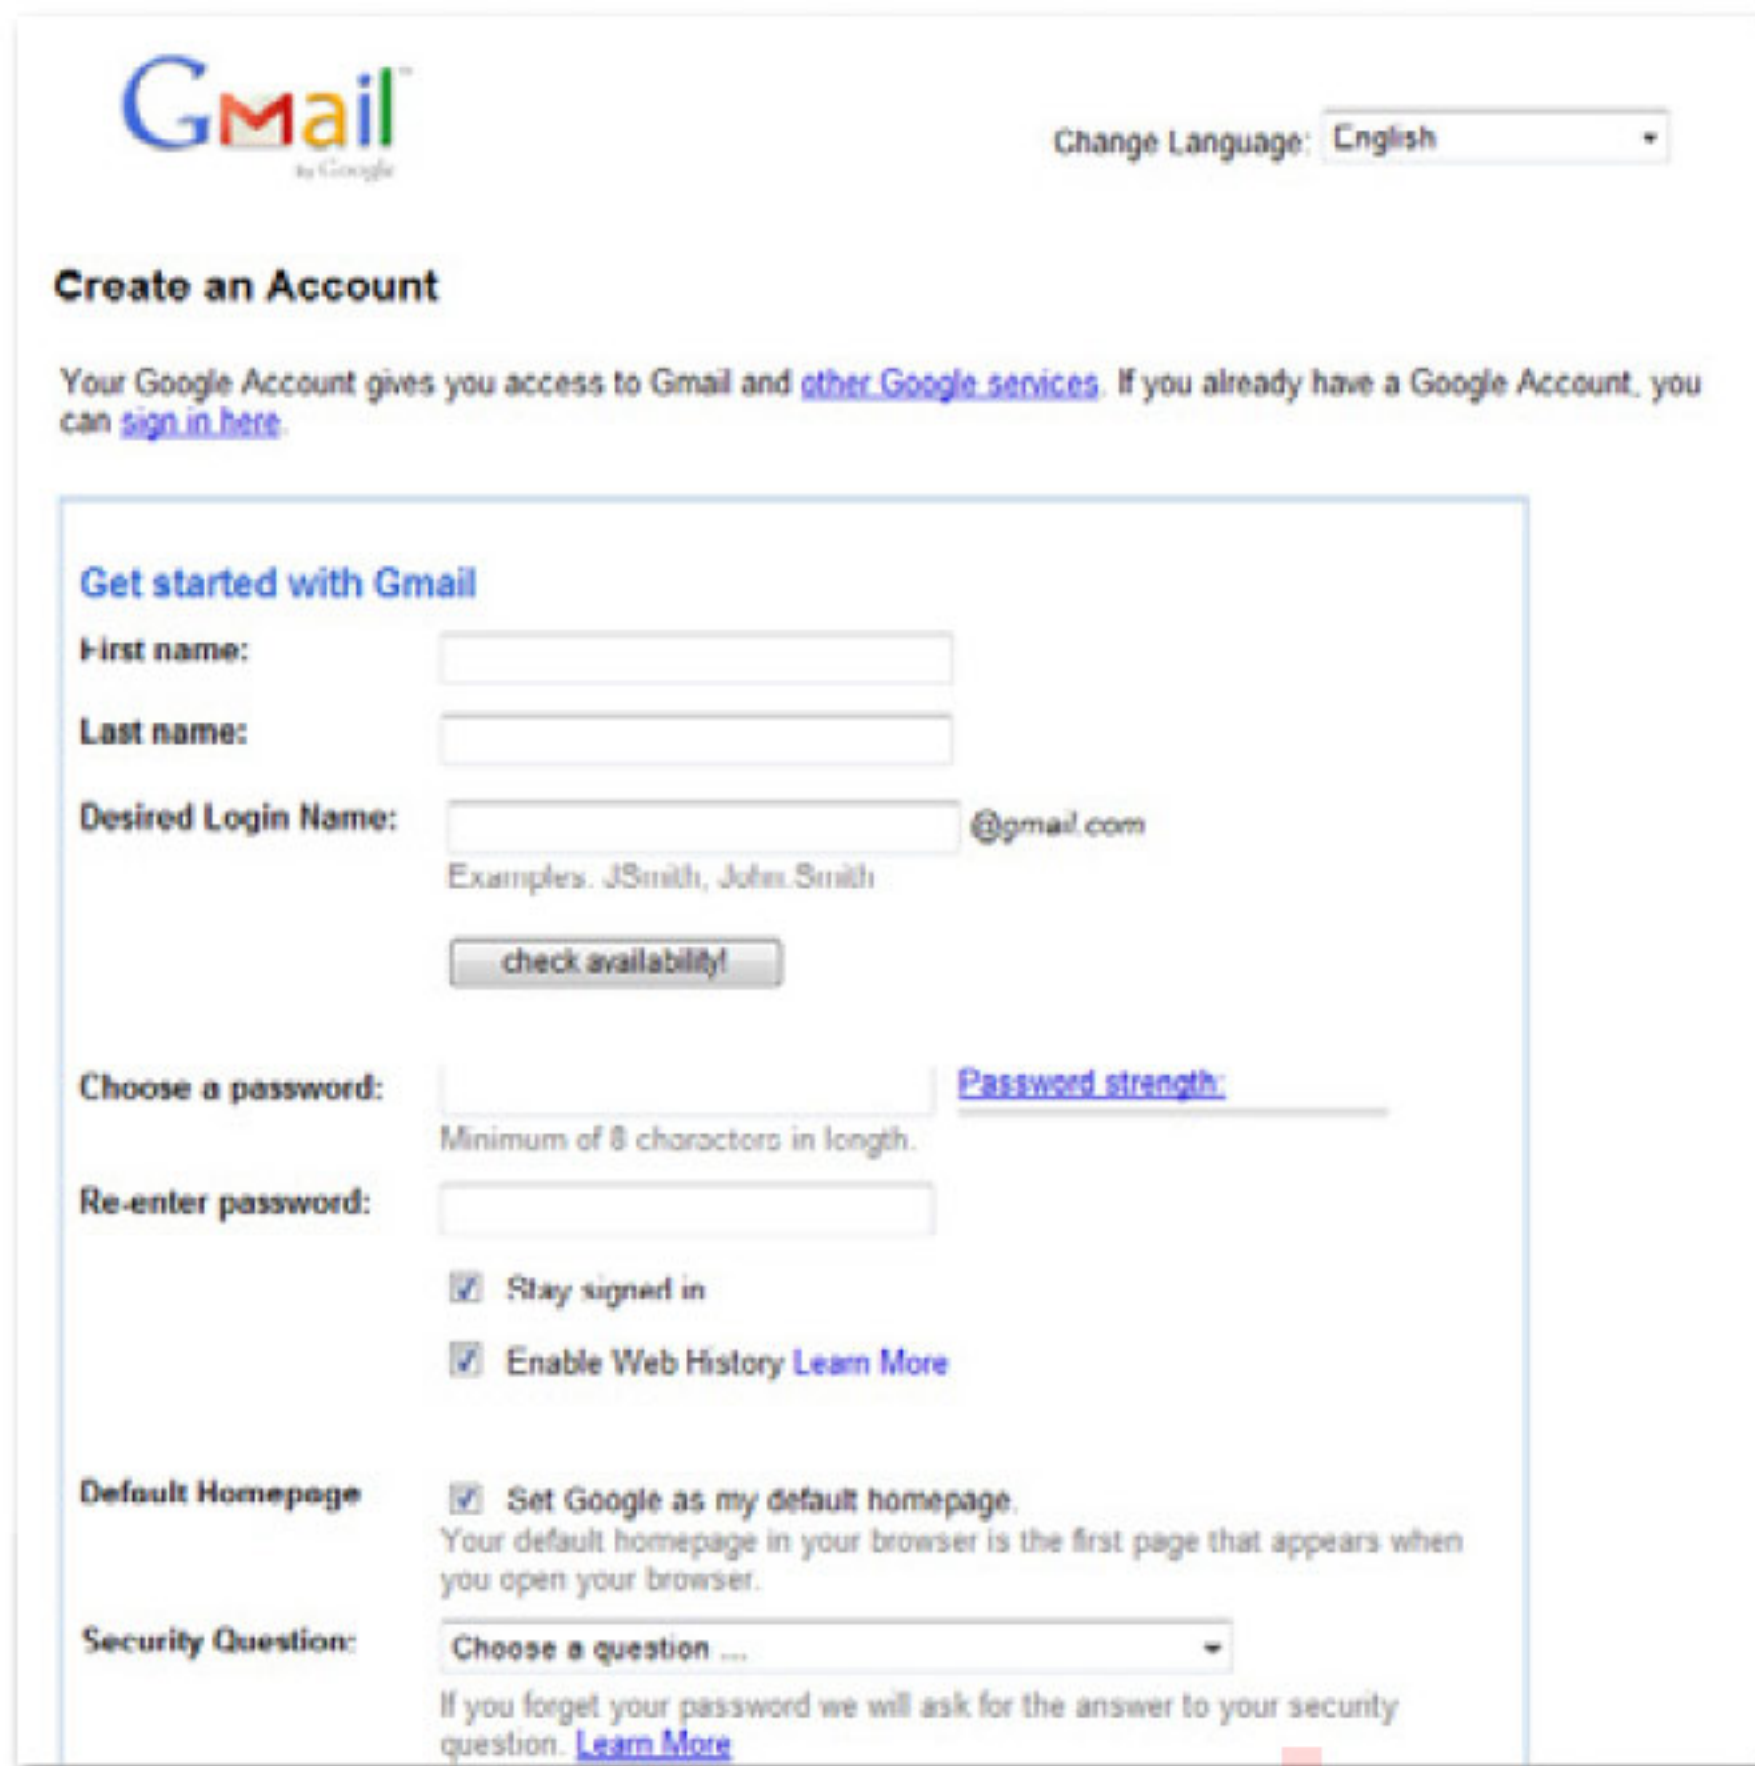 Gmail™
by Google
Change Language: English
Create an Account
Your Google Account gives you access to Gmail and other Google services. If you already have a Google Account, you
can sign in here.
Get started with Gmail
First name:
Last name:
Desired Login Name: @gmail.com
Examples: JSmith, John.Smith
check availability!
Choose a password: Password strength:
Minimum of 8 characters in length.
Re-enter password:
Stay signed in
Enable Web History Learn More
Default Homepage Set Google as my default homepage.
Your default homepage in your browser is the first page that appears when
you open your browser.
Security Question: Choose a question ...
If you forget your password we will ask for the answer to your security
question. Learn More